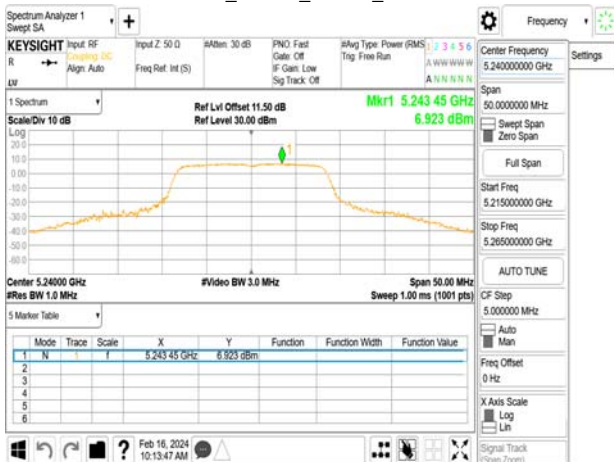 Spectrum Analyzer 1
Swept SA
+
Frequency
KEYSIGHT
R
Input: RF
Coupling: DC
Align: Auto
Input Z: 50 Ω
Freq Ref: Int (S)
#Atten: 30 dB
PNO: Fast
Gate: Off
IF Gain: Low
Sig Track: Off
#Avg Type: Power (RMS
Trig: Free Run
1 2 3 4 5 6
A W W W W W
A N N N N N
Center Frequency
5.240000000 GHz
Settings
Span
50.0000000 MHz
Swept Span
Zero Span
Full Span
Start Freq
5.215000000 GHz
Stop Freq
5.265000000 GHz
AUTO TUNE
CF Step
5.000000 MHz
Auto
Man
Freq Offset
0 Hz
X Axis Scale
Log
Lin
Signal Track
(Span Zoom)
1 Spectrum
Scale/Div 10 dB
Ref Lvl Offset 11.50 dB
Ref Level 30.00 dBm
Mkr1 5.243 45 GHz
6.923 dBm
Log
20.0
10.0
0.00
-10.0
-20.0
-30.0
-40.0
-50.0
-60.0
1
Center 5.24000 GHz
#Res BW 1.0 MHz
#Video BW 3.0 MHz
Span 50.00 MHz
Sweep 1.00 ms (1001 pts)
5 Marker Table
Mode Trace Scale X Y Function Function Width Function Value
1 N 1 f 5.243 45 GHz 6.923 dBm
2
3
4
5
6
?
Feb 16, 2024
10:13:47 AM